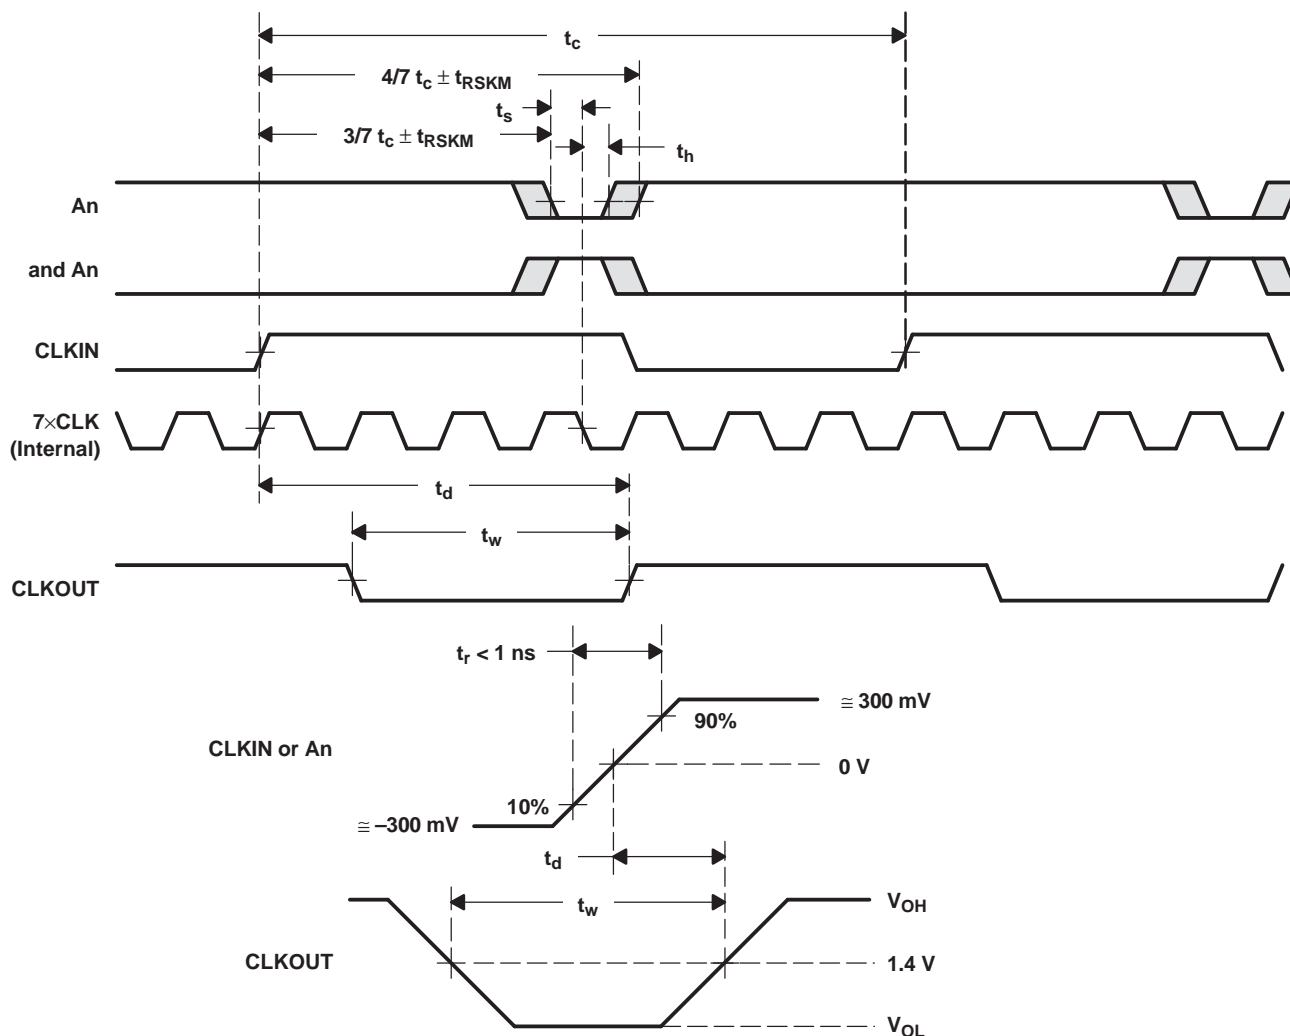 t_c
4/7 t_c ± t_RSKM
t_s
3/7 t_c ± t_RSKM
t_h
An
and An
CLKIN
7×CLK
(Internal)
t_d
t_w
CLKOUT
t_r < 1 ns
≅ 300 mV
90%
CLKIN or An
0 V
10%
≅ –300 mV
t_d
t_w
V_OH
CLKOUT
1.4 V
V_OL